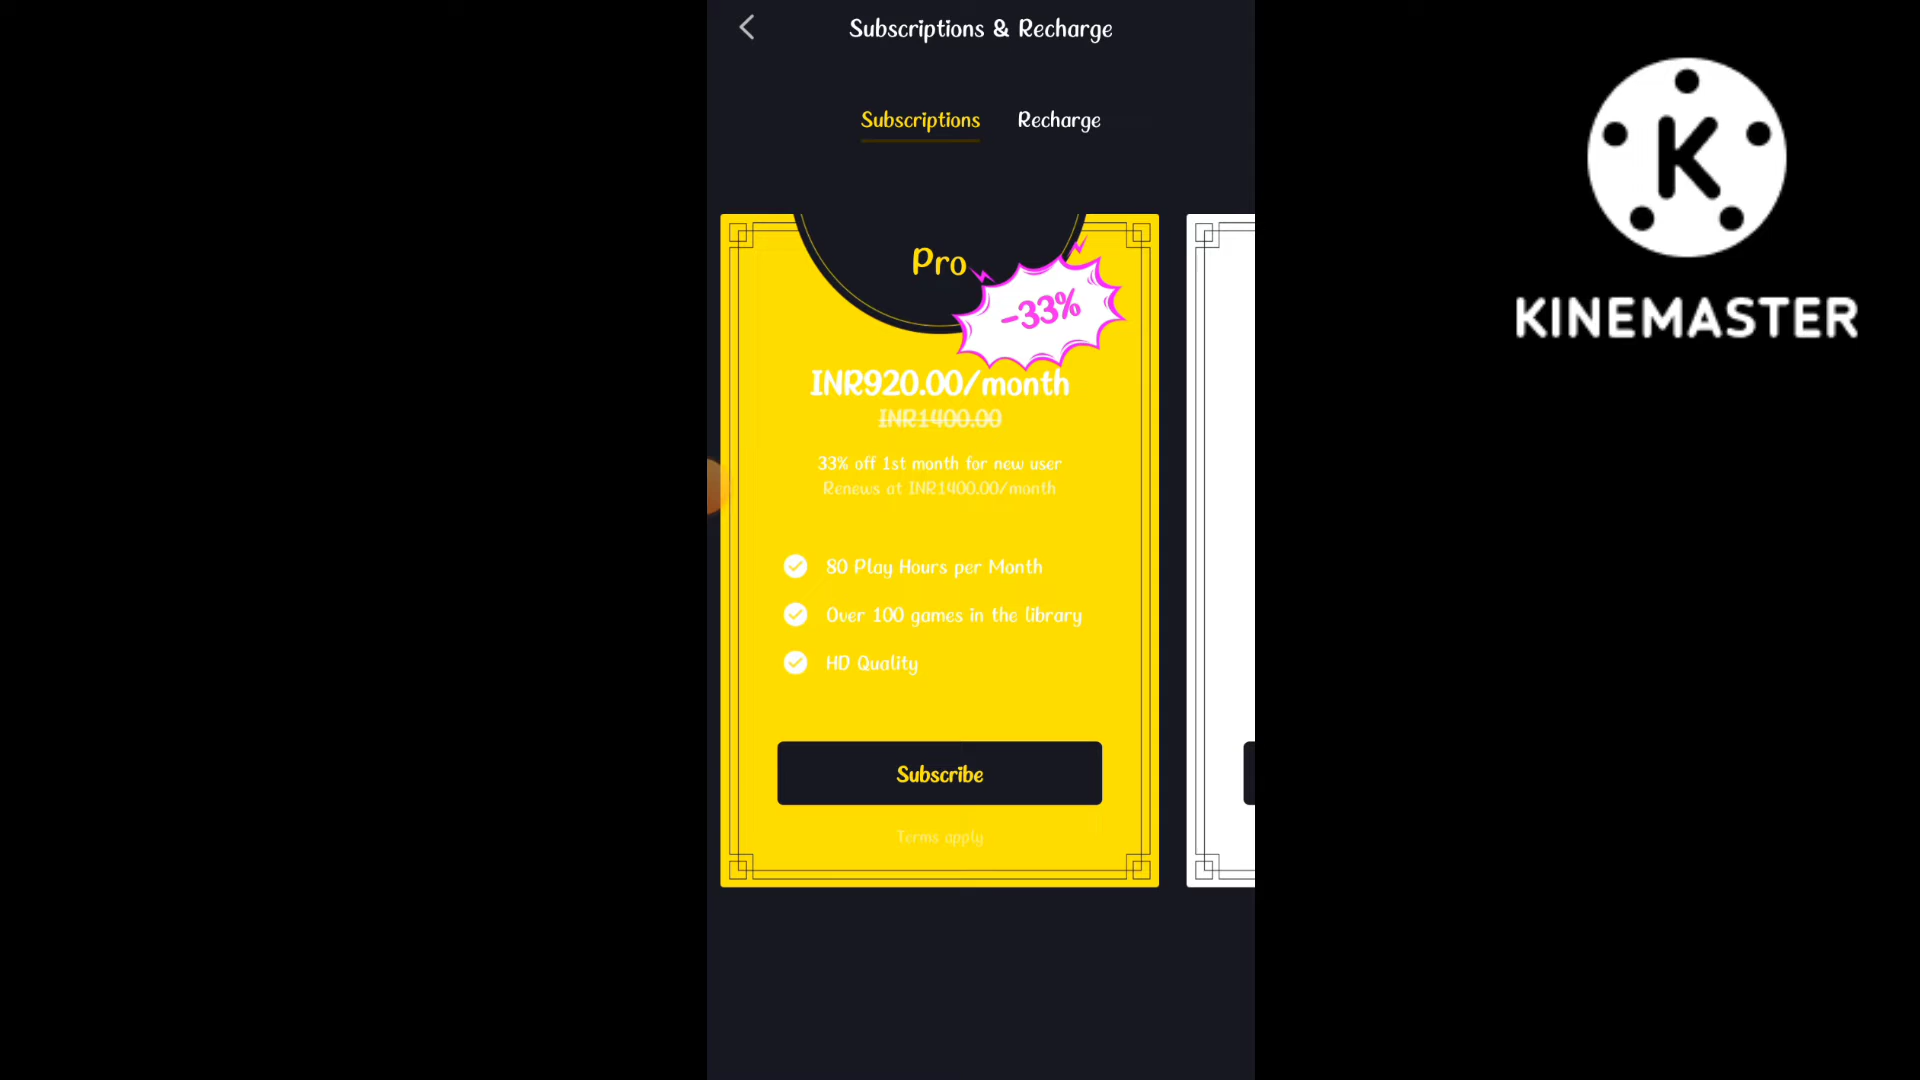 Subscriptions & Recharge
Subscriptions
Recharge
Pro
-33%
INR920.00/month
INR1400.00
33% off 1st month for new user
Renews at INR1400.00/month
80 Play Hours per Month
Over 100 games in the library
HD Quality
Subscribe
Terms apply
K
KINEMASTER